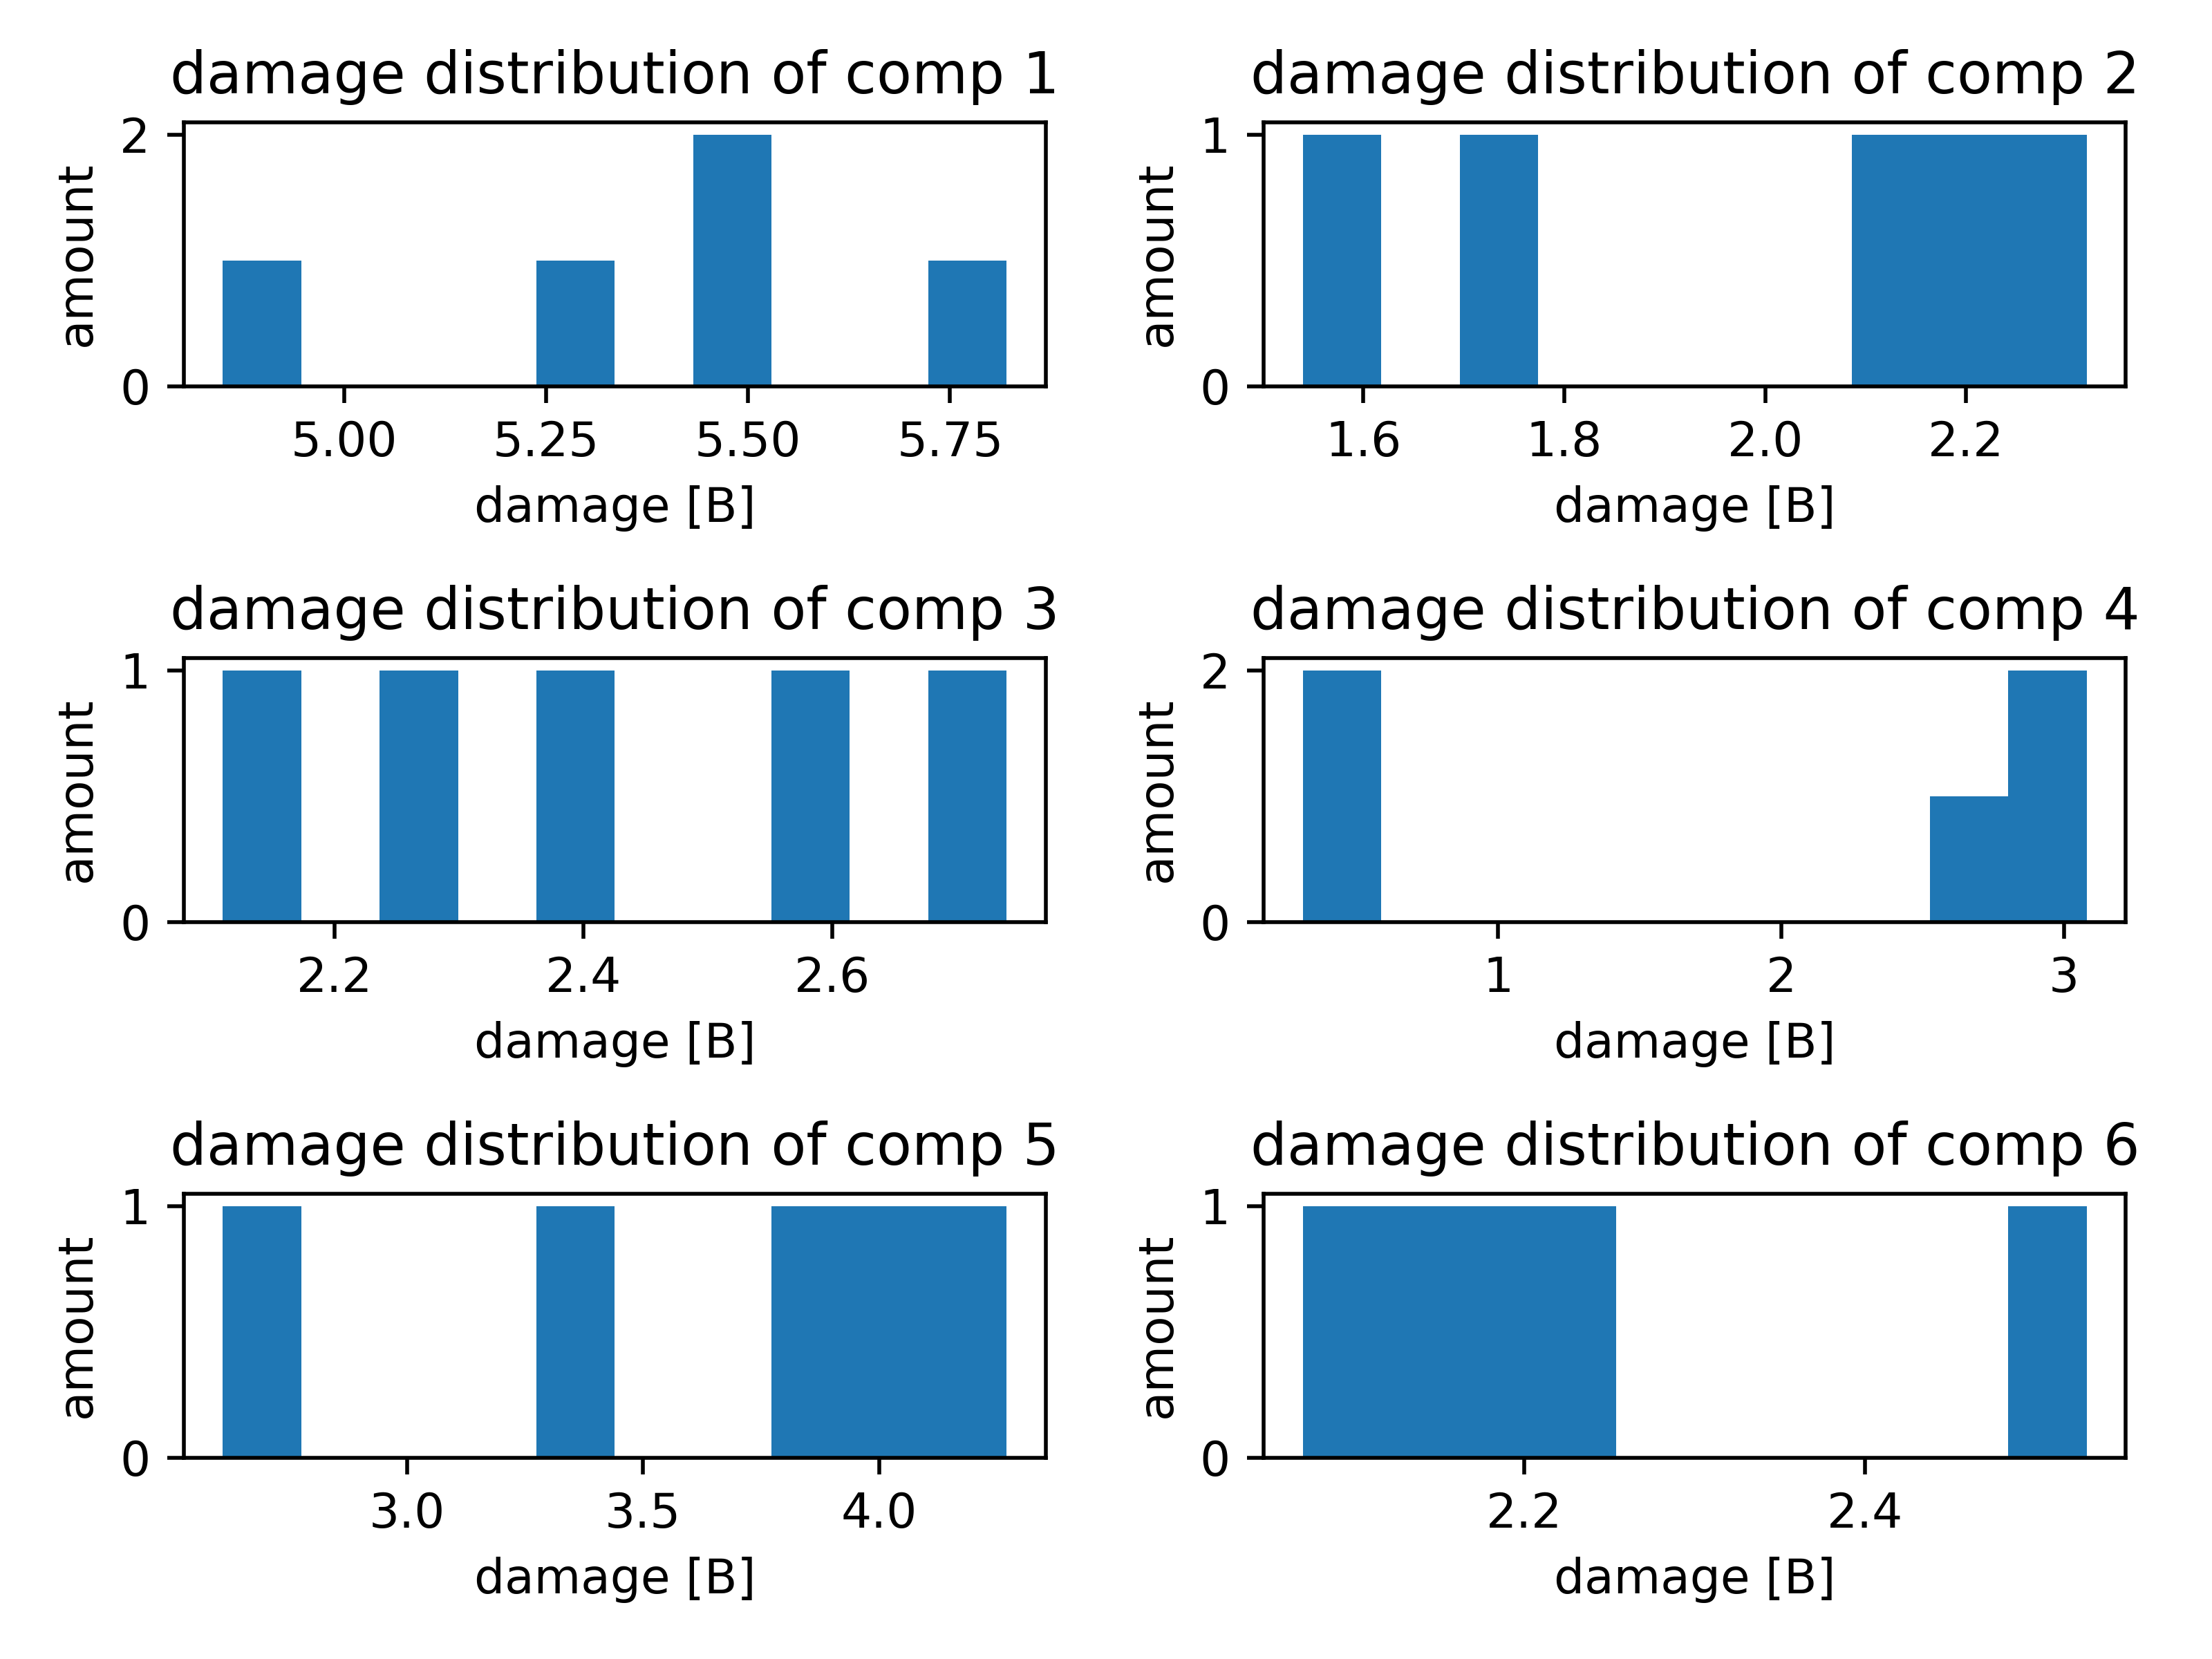 damage distribution of comp 1
2
0
amount
5.00 5.25 5.50 5.75
damage [B]
damage distribution of comp 2
1
0
amount
1.6 1.8 2.0 2.2
damage [B]
damage distribution of comp 3
1
0
amount
2.2 2.4 2.6
damage [B]
damage distribution of comp 4
2
0
amount
1 2 3
damage [B]
damage distribution of comp 5
1
0
amount
3.0 3.5 4.0
damage [B]
damage distribution of comp 6
1
0
amount
2.2 2.4
damage [B]